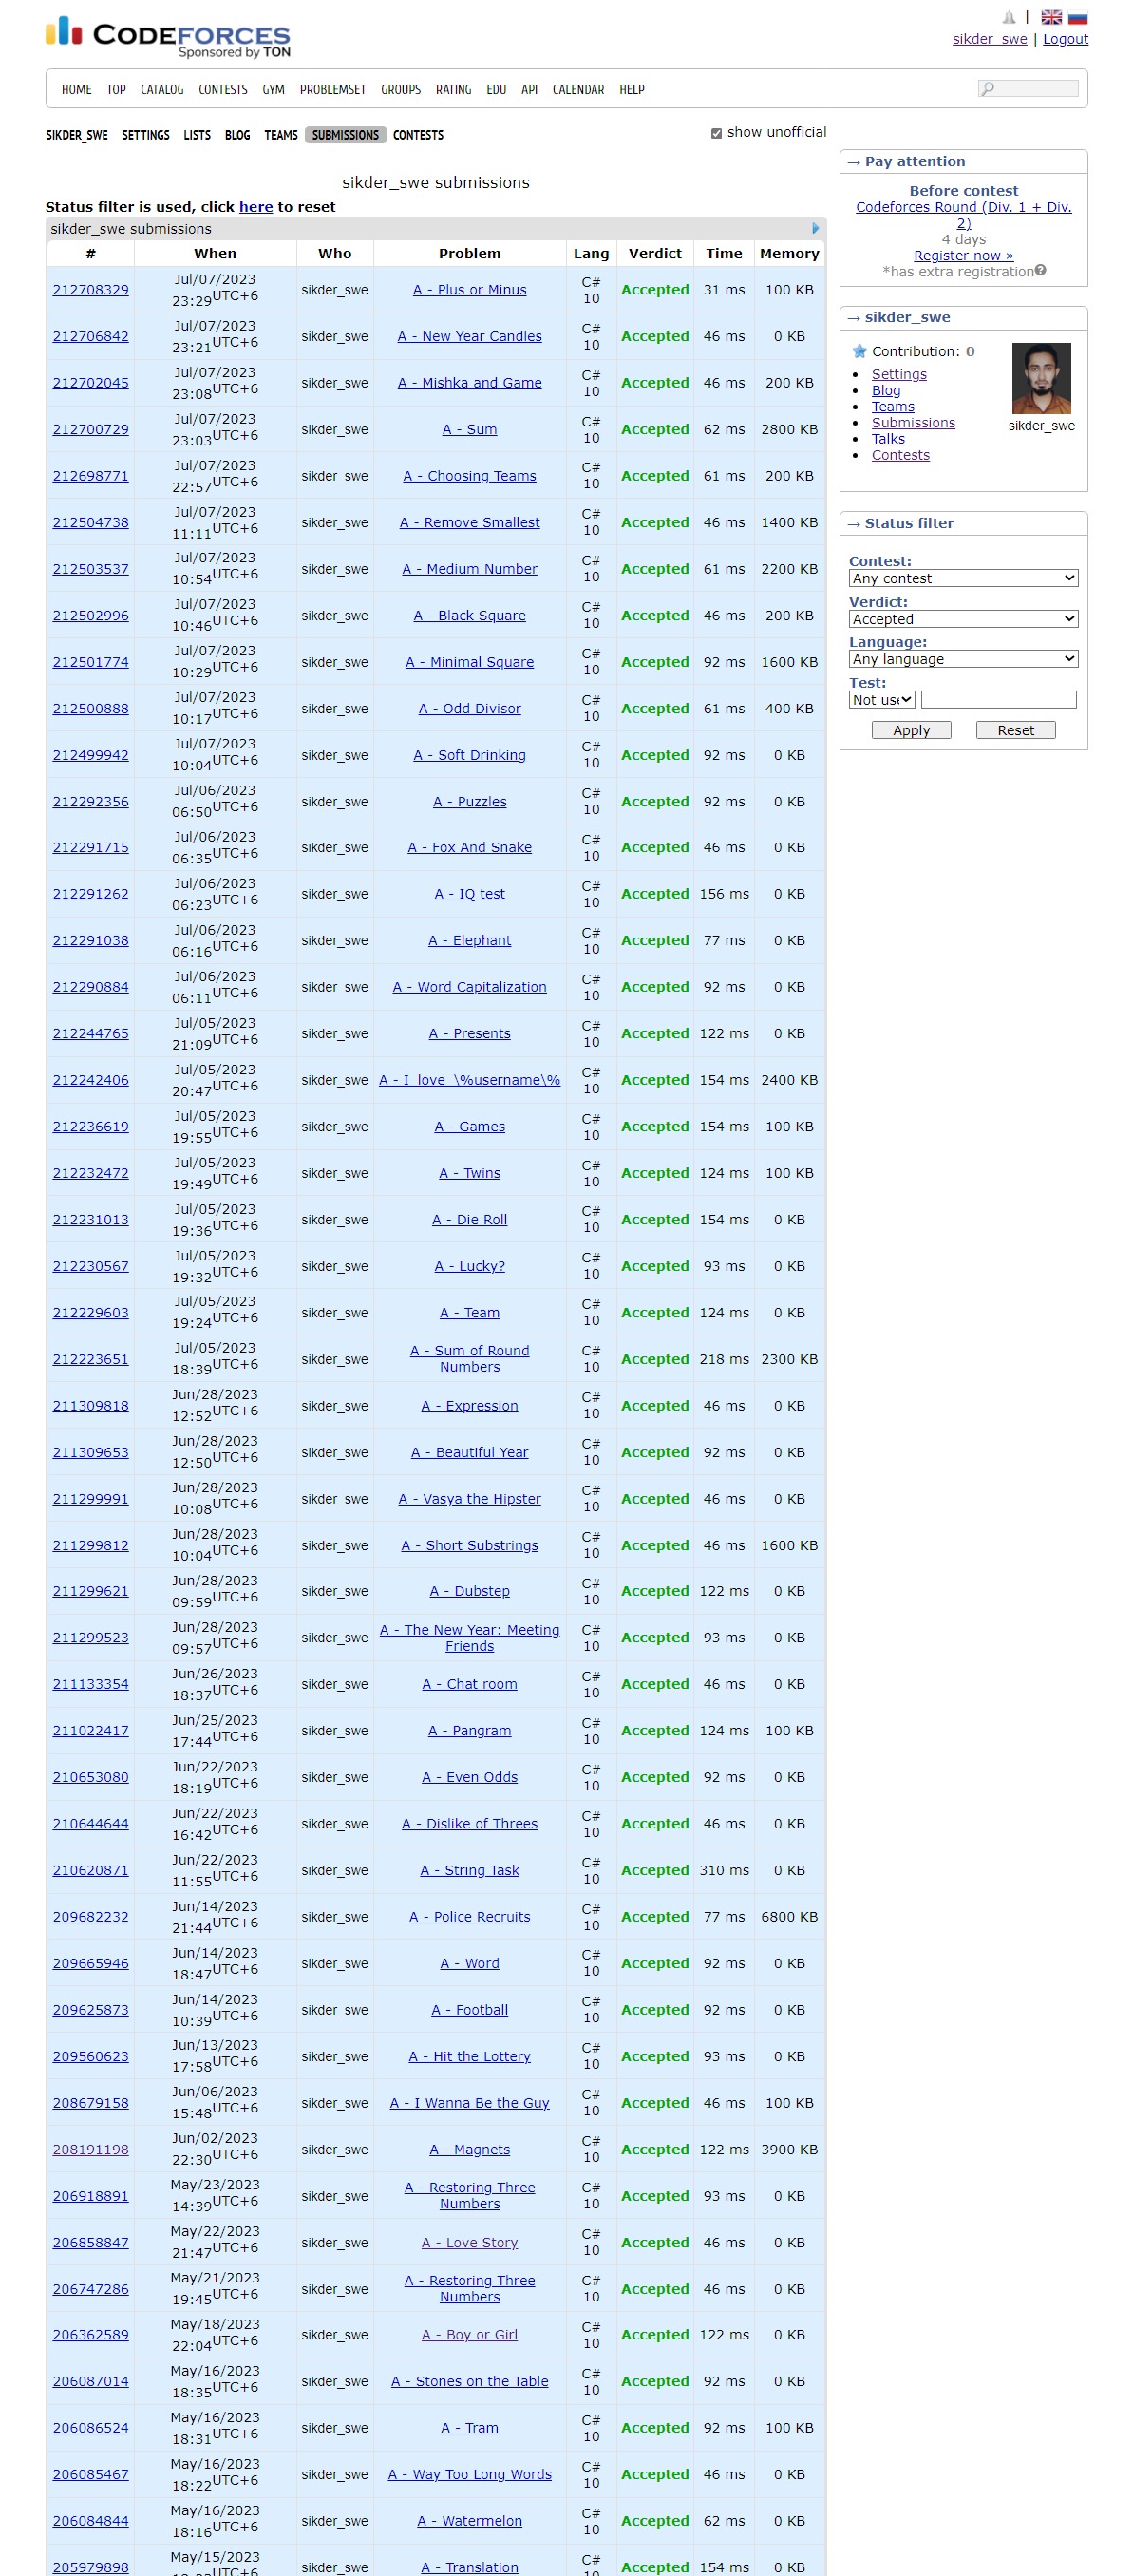 CODEFORCES
Sponsored by TON
|
sikder_swe | Logout
HOME TOP CATALOG CONTESTS GYM PROBLEMSET GROUPS RATING EDU API CALENDAR HELP
SIKDER_SWE SETTINGS LISTS BLOG TEAMS SUBMISSIONS CONTESTS
show unofficial
sikder_swe submissions
Status filter is used, click here to reset
sikder_swe submissions
# When Who Problem Lang Verdict Time Memory
212708329 Jul/07/2023 23:29UTC+6 sikder_swe A - Plus or Minus C# 10 Accepted 31 ms 100 KB
212706842 Jul/07/2023 23:21UTC+6 sikder_swe A - New Year Candles C# 10 Accepted 46 ms 0 KB
212702045 Jul/07/2023 23:08UTC+6 sikder_swe A - Mishka and Game C# 10 Accepted 46 ms 200 KB
212700729 Jul/07/2023 23:03UTC+6 sikder_swe A - Sum C# 10 Accepted 62 ms 2800 KB
212698771 Jul/07/2023 22:57UTC+6 sikder_swe A - Choosing Teams C# 10 Accepted 61 ms 200 KB
212504738 Jul/07/2023 11:11UTC+6 sikder_swe A - Remove Smallest C# 10 Accepted 46 ms 1400 KB
212503537 Jul/07/2023 10:54UTC+6 sikder_swe A - Medium Number C# 10 Accepted 61 ms 2200 KB
212502996 Jul/07/2023 10:46UTC+6 sikder_swe A - Black Square C# 10 Accepted 46 ms 200 KB
212501774 Jul/07/2023 10:29UTC+6 sikder_swe A - Minimal Square C# 10 Accepted 92 ms 1600 KB
212500888 Jul/07/2023 10:17UTC+6 sikder_swe A - Odd Divisor C# 10 Accepted 61 ms 400 KB
212499942 Jul/07/2023 10:04UTC+6 sikder_swe A - Soft Drinking C# 10 Accepted 92 ms 0 KB
212292356 Jul/06/2023 06:50UTC+6 sikder_swe A - Puzzles C# 10 Accepted 92 ms 0 KB
212291715 Jul/06/2023 06:35UTC+6 sikder_swe A - Fox And Snake C# 10 Accepted 46 ms 0 KB
212291262 Jul/06/2023 06:23UTC+6 sikder_swe A - IQ test C# 10 Accepted 156 ms 0 KB
212291038 Jul/06/2023 06:16UTC+6 sikder_swe A - Elephant C# 10 Accepted 77 ms 0 KB
212290884 Jul/06/2023 06:11UTC+6 sikder_swe A - Word Capitalization C# 10 Accepted 92 ms 0 KB
212244765 Jul/05/2023 21:09UTC+6 sikder_swe A - Presents C# 10 Accepted 122 ms 0 KB
212242406 Jul/05/2023 20:47UTC+6 sikder_swe A - I_love_\%username\% C# 10 Accepted 154 ms 2400 KB
212236619 Jul/05/2023 19:55UTC+6 sikder_swe A - Games C# 10 Accepted 154 ms 100 KB
212232472 Jul/05/2023 19:49UTC+6 sikder_swe A - Twins C# 10 Accepted 124 ms 100 KB
212231013 Jul/05/2023 19:36UTC+6 sikder_swe A - Die Roll C# 10 Accepted 154 ms 0 KB
212230567 Jul/05/2023 19:32UTC+6 sikder_swe A - Lucky? C# 10 Accepted 93 ms 0 KB
212229603 Jul/05/2023 19:24UTC+6 sikder_swe A - Team C# 10 Accepted 124 ms 0 KB
212223651 Jul/05/2023 18:39UTC+6 sikder_swe A - Sum of Round Numbers C# 10 Accepted 218 ms 2300 KB
211309818 Jun/28/2023 12:52UTC+6 sikder_swe A - Expression C# 10 Accepted 46 ms 0 KB
211309653 Jun/28/2023 12:50UTC+6 sikder_swe A - Beautiful Year C# 10 Accepted 92 ms 0 KB
211299991 Jun/28/2023 10:08UTC+6 sikder_swe A - Vasya the Hipster C# 10 Accepted 46 ms 0 KB
211299812 Jun/28/2023 10:04UTC+6 sikder_swe A - Short Substrings C# 10 Accepted 46 ms 1600 KB
211299621 Jun/28/2023 09:59UTC+6 sikder_swe A - Dubstep C# 10 Accepted 122 ms 0 KB
211299523 Jun/28/2023 09:57UTC+6 sikder_swe A - The New Year: Meeting Friends C# 10 Accepted 93 ms 0 KB
211133354 Jun/26/2023 18:37UTC+6 sikder_swe A - Chat room C# 10 Accepted 46 ms 0 KB
211022417 Jun/25/2023 17:44UTC+6 sikder_swe A - Pangram C# 10 Accepted 124 ms 100 KB
210653080 Jun/22/2023 18:19UTC+6 sikder_swe A - Even Odds C# 10 Accepted 92 ms 0 KB
210644644 Jun/22/2023 16:42UTC+6 sikder_swe A - Dislike of Threes C# 10 Accepted 46 ms 0 KB
210620871 Jun/22/2023 11:55UTC+6 sikder_swe A - String Task C# 10 Accepted 310 ms 0 KB
209682232 Jun/14/2023 21:44UTC+6 sikder_swe A - Police Recruits C# 10 Accepted 77 ms 6800 KB
209665946 Jun/14/2023 18:47UTC+6 sikder_swe A - Word C# 10 Accepted 92 ms 0 KB
209625873 Jun/14/2023 10:39UTC+6 sikder_swe A - Football C# 10 Accepted 92 ms 0 KB
209560623 Jun/13/2023 17:58UTC+6 sikder_swe A - Hit the Lottery C# 10 Accepted 93 ms 0 KB
208679158 Jun/06/2023 15:48UTC+6 sikder_swe A - I Wanna Be the Guy C# 10 Accepted 46 ms 100 KB
208191198 Jun/02/2023 22:30UTC+6 sikder_swe A - Magnets C# 10 Accepted 122 ms 3900 KB
206918891 May/23/2023 14:39UTC+6 sikder_swe A - Restoring Three Numbers C# 10 Accepted 93 ms 0 KB
206858847 May/22/2023 21:47UTC+6 sikder_swe A - Love Story C# 10 Accepted 46 ms 0 KB
206747286 May/21/2023 19:45UTC+6 sikder_swe A - Restoring Three Numbers C# 10 Accepted 46 ms 0 KB
206362589 May/18/2023 22:04UTC+6 sikder_swe A - Boy or Girl C# 10 Accepted 122 ms 0 KB
206087014 May/16/2023 18:35UTC+6 sikder_swe A - Stones on the Table C# 10 Accepted 92 ms 0 KB
206086524 May/16/2023 18:31UTC+6 sikder_swe A - Tram C# 10 Accepted 92 ms 100 KB
206085467 May/16/2023 18:22UTC+6 sikder_swe A - Way Too Long Words C# 10 Accepted 46 ms 0 KB
206084844 May/16/2023 18:16UTC+6 sikder_swe A - Watermelon C# 10 Accepted 62 ms 0 KB
205979898 May/15/2023 sikder_swe A - Translation C# Accepted 154 ms 0 KB
→ Pay attention
Before contest
Codeforces Round (Div. 1 + Div.
2)
4 days
Register now »
*has extra registration
→ sikder_swe
Contribution: 0
Settings
Blog
Teams
Submissions
Talks
Contests
sikder_swe
→ Status filter
Contest:
Any contest
Verdict:
Accepted
Language:
Any language
Test:
Not use
Apply Reset